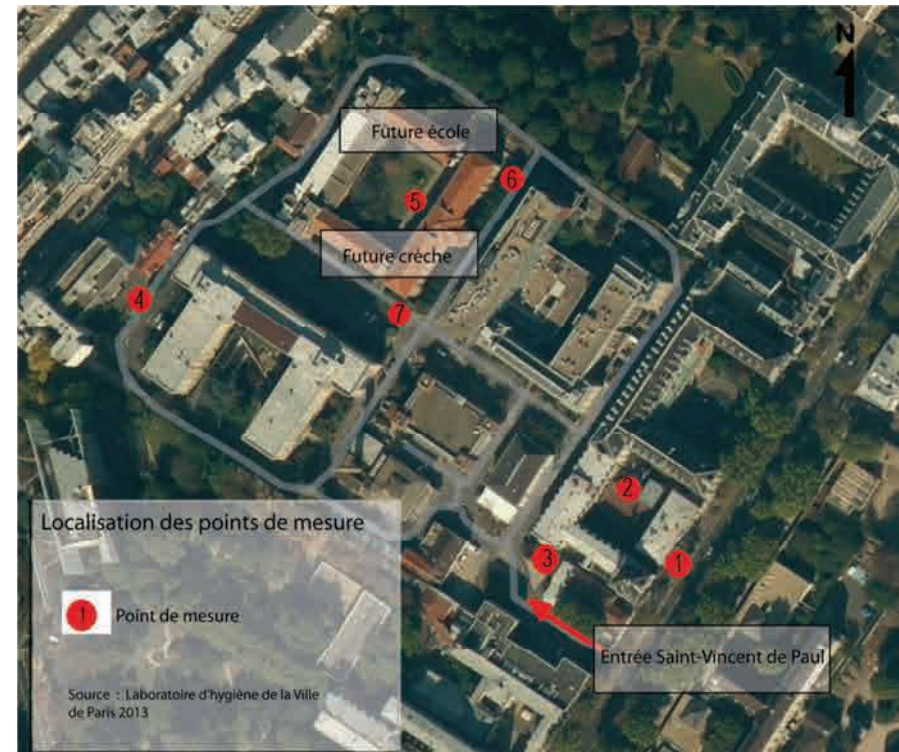 N
Future école
6
5
Future crèche
4
7
2
3
1
Entrée Saint-Vincent de Paul
Localisation des points de mesure
1 Point de mesure
Source : Laboratoire d'hygiène de la Ville
de Paris 2013